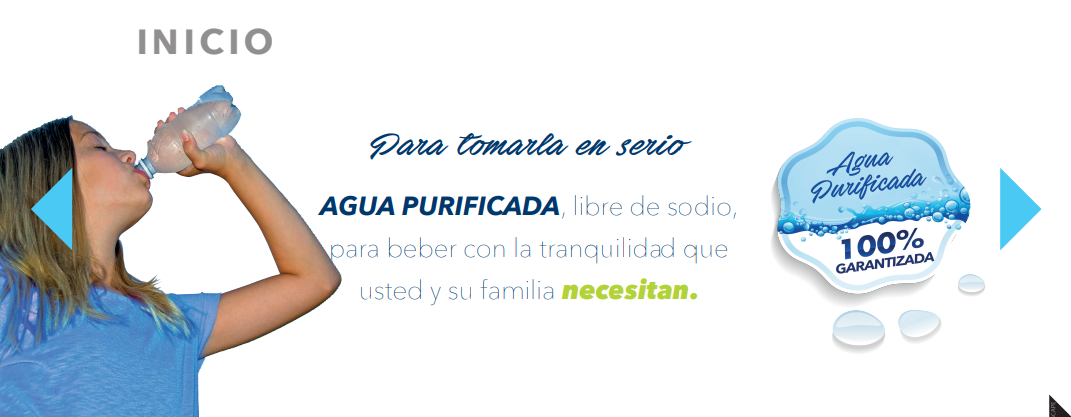 INICIO
Para tomarla en serio
AGUA PURIFICADA, libre de sodio,
para beber con la tranquilidad que
usted y su familia necesitan.
Agua
Purificada
100%
GARANTIZADA